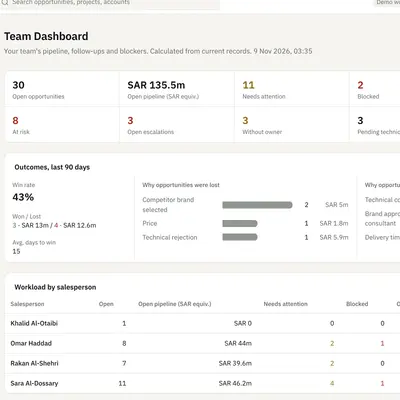 Search opportunities, projects, accounts
Demo
Team Dashboard
Your team's pipeline, follow-ups and blockers. Calculated from current records. 9 Nov 2026, 03:35
30
Open opportunities
SAR 135.5m
Open pipeline (SAR equiv.)
11
Needs attention
2
Blocked
8
At risk
3
Open escalations
3
Without owner
3
Pending
Outcomes, last 90 days
Win rate
43%
Won / Lost
3 · SAR 13m / 4 · SAR 12.6m
Avg. days to win
15
Why opportunities were lost
Competitor brand
selected
2 SAR 5m
Price 1 SAR 1.8m
Technical rejection 1 SAR 5.9m
Why
Technical
Brand
consultant
Delivery
Workload by salesperson
Salesperson Open Open pipeline (SAR equiv.) Needs attention Blocked
Khalid Al-Otaibi 1 SAR 0 0 0
Omar Haddad 8 SAR 44m 2 1
Rakan Al-Shehri 7 SAR 39.6m 2 0
Sara Al-Dossary 11 SAR 46.2m 4 1